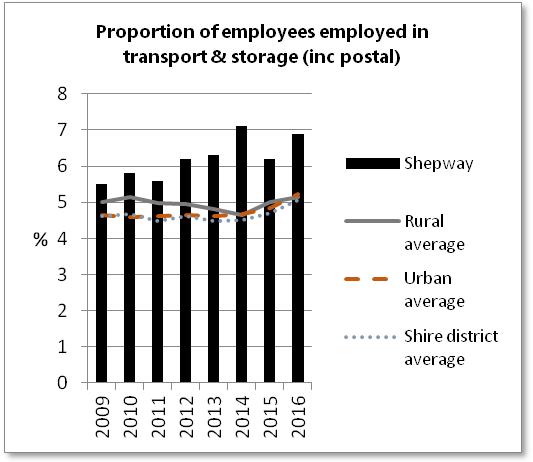 Proportion of employees employed in
transport & storage (inc postal)
8
7
6
5
4
3
2
1
0
%
2009
2010
2011
2012
2013
2014
2015
2016
Shepway
Rural
average
Urban
average
Shire district
average